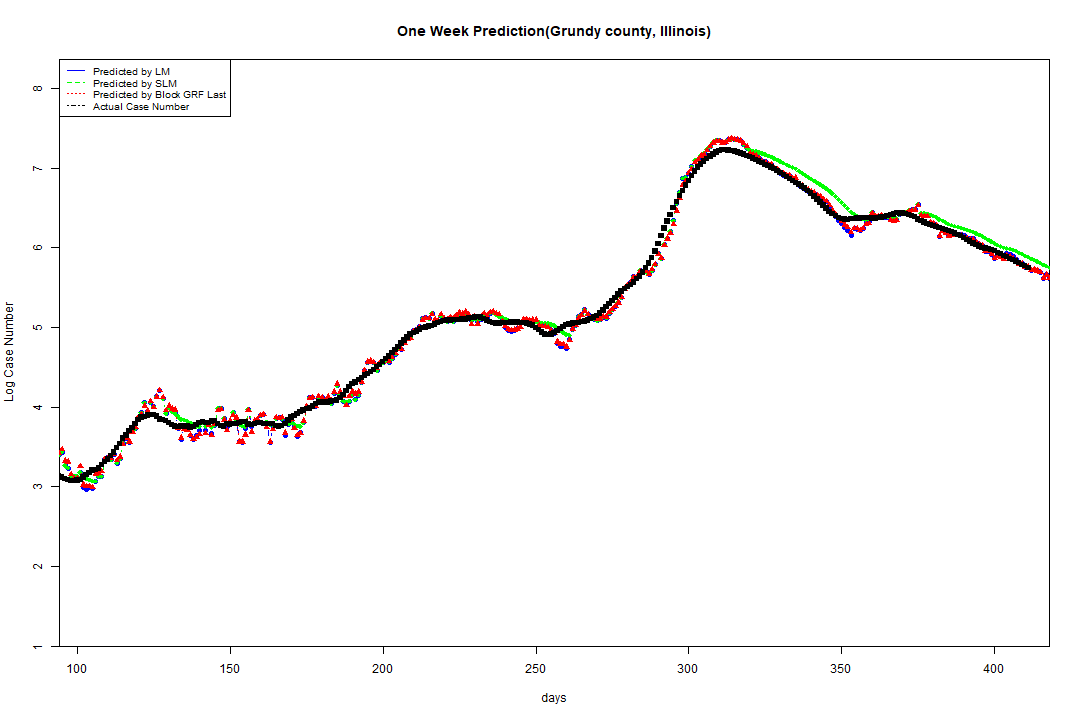 One Week Prediction(Grundy county, Illinois)
Predicted by LM
Predicted by SLM
Predicted by Block GRF Last
Actual Case Number
8
7
6
5
4
3
2
1
Log Case Number
100 150 200 250 300 350 400
days